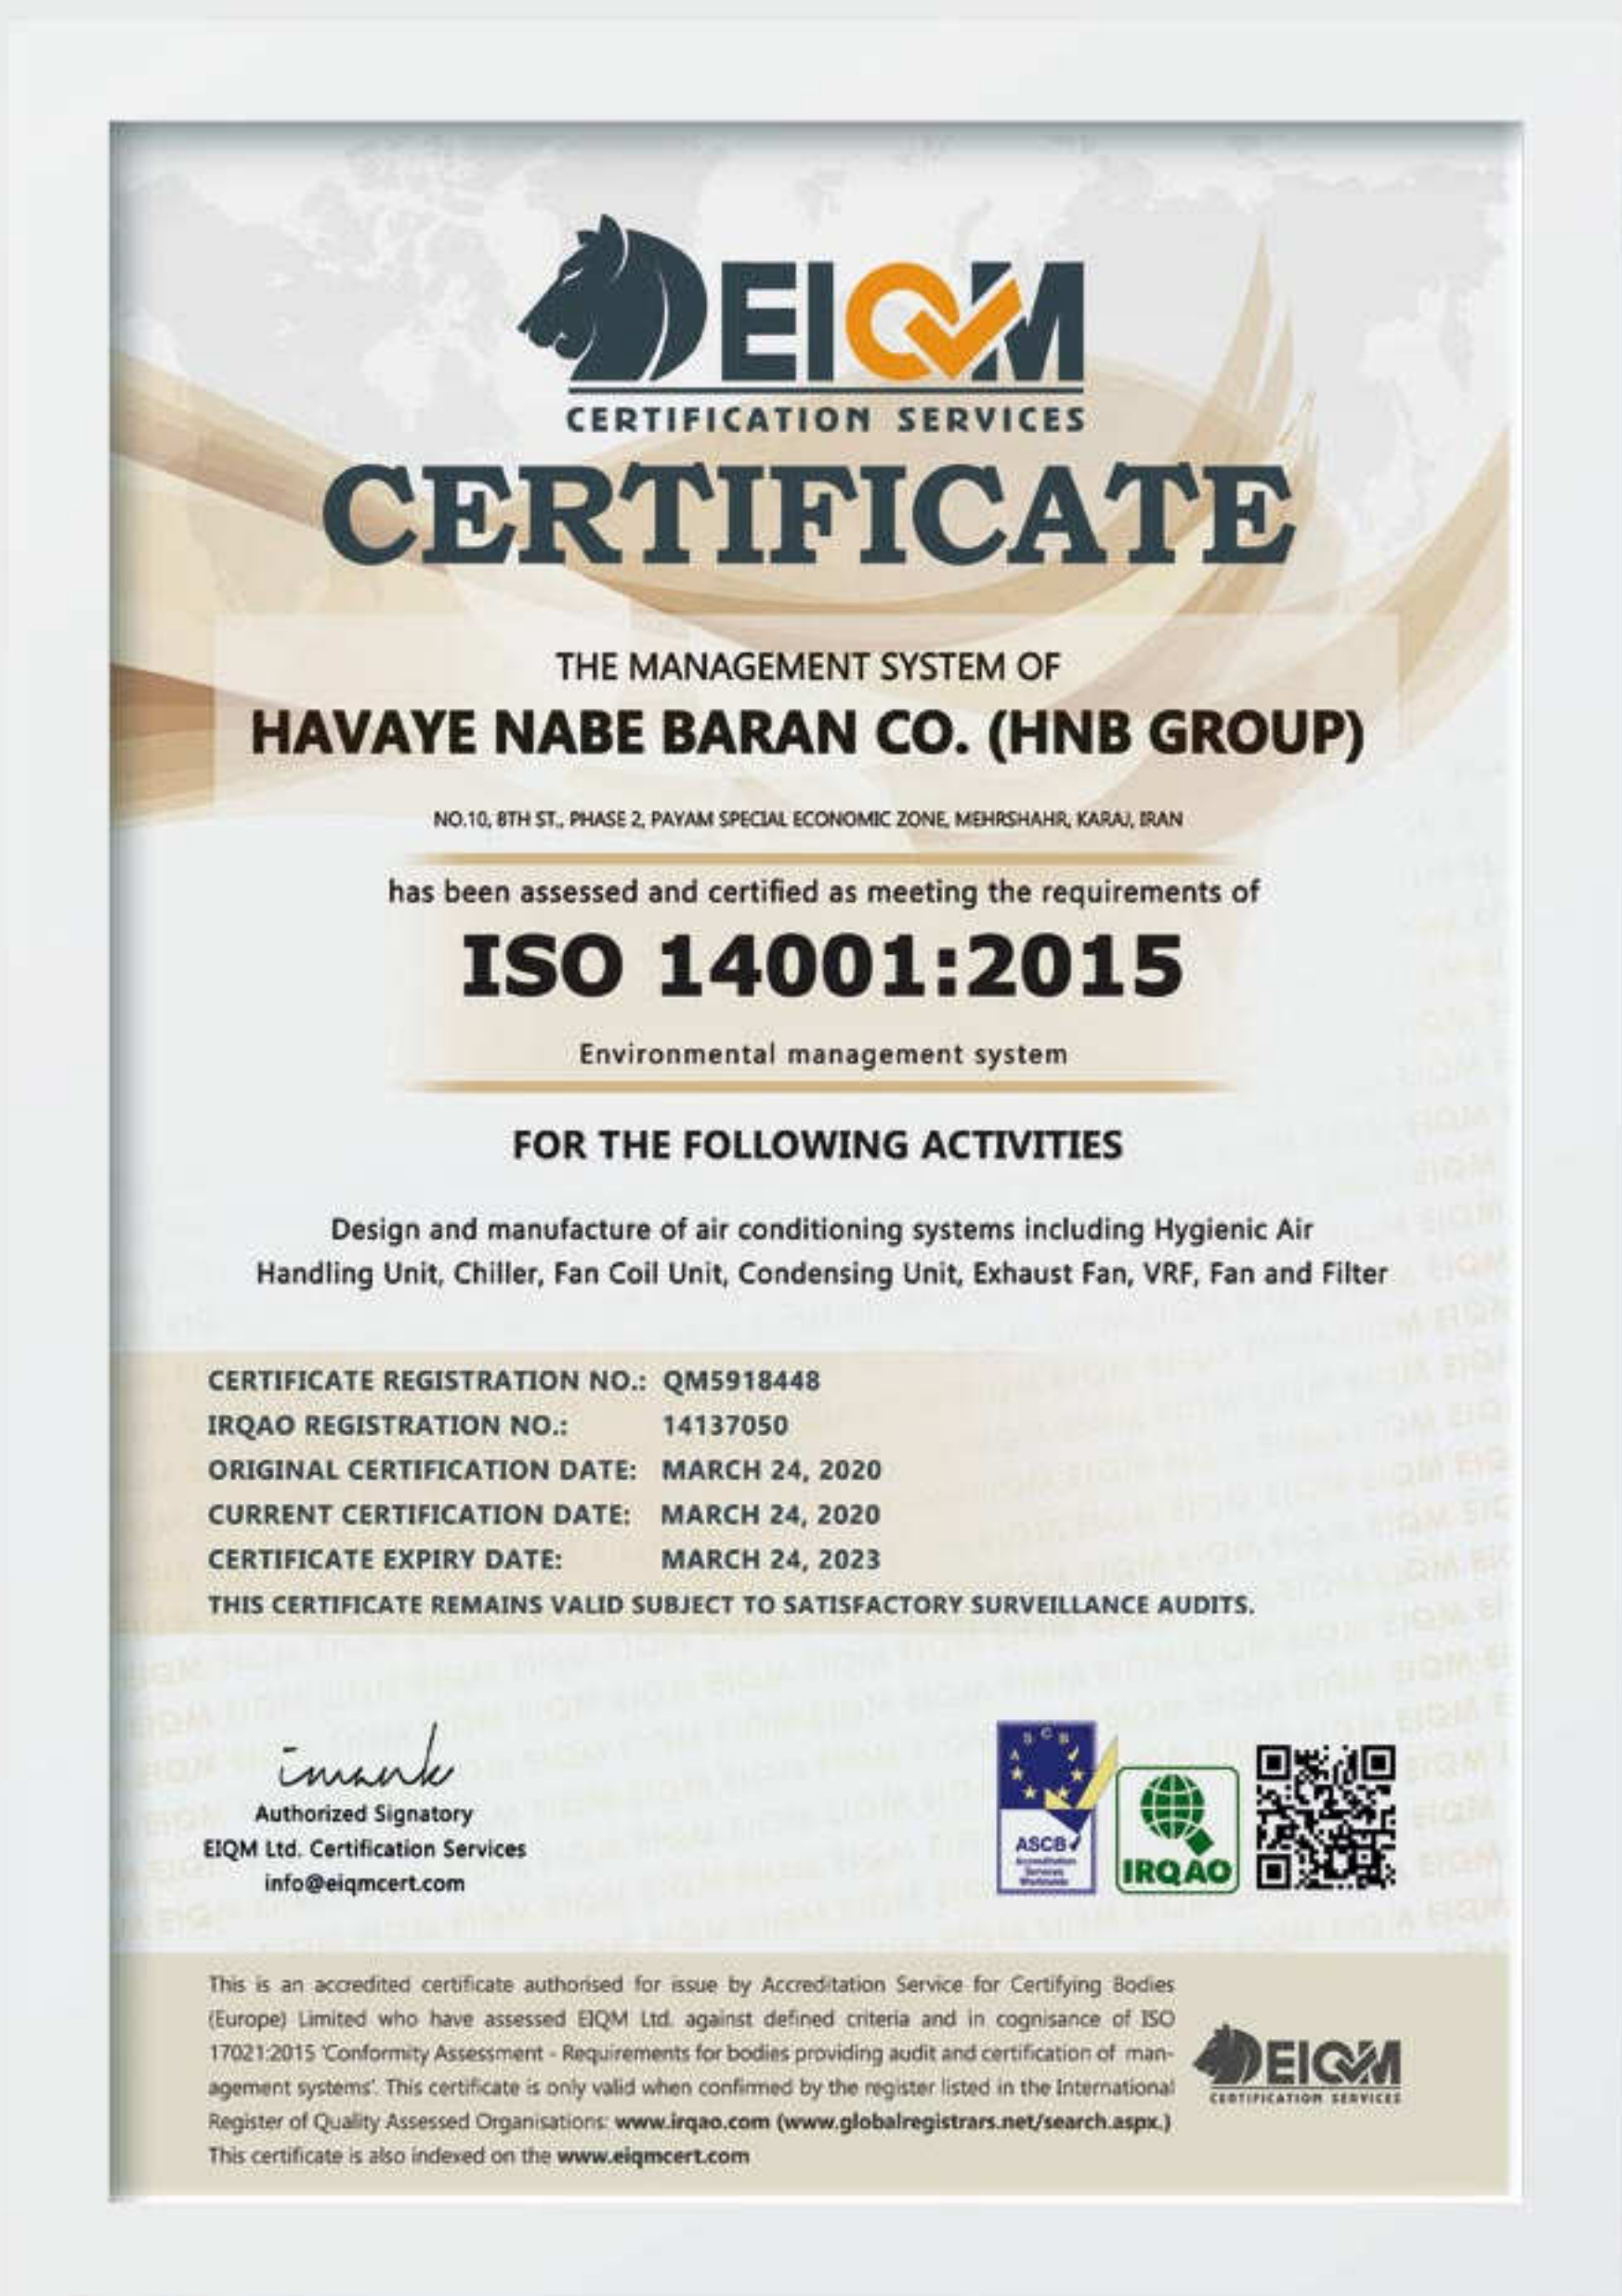 EIQM
CERTIFICATION SERVICES
CERTIFICATE
THE MANAGEMENT SYSTEM OF
HAVAYE NABE BARAN CO. (HNB GROUP)
NO.10, 8TH ST., PHASE 2, PAYAM SPECIAL ECONOMIC ZONE, MEHRSHAHR, KARAJ, IRAN
has been assessed and certified as meeting the requirements of
ISO 14001:2015
Environmental management system
FOR THE FOLLOWING ACTIVITIES
Design and manufacture of air conditioning systems including Hygienic Air
Handling Unit, Chiller, Fan Coil Unit, Condensing Unit, Exhaust Fan, VRF, Fan and Filter
CERTIFICATE REGISTRATION NO.: QM5918448
IRQAO REGISTRATION NO.: 14137050
ORIGINAL CERTIFICATION DATE: MARCH 24, 2020
CURRENT CERTIFICATION DATE: MARCH 24, 2020
CERTIFICATE EXPIRY DATE: MARCH 24, 2023
THIS CERTIFICATE REMAINS VALID SUBJECT TO SATISFACTORY SURVEILLANCE AUDITS.
Authorized Signatory
EIQM Ltd. Certification Services
info@eiqmcert.com
ASCB
ASCB
Accreditation
Services
Worldwide
IRQAO
This is an accredited certificate authorised for issue by Accreditation Service for Certifying Bodies
(Europe) Limited who have assessed EIQM Ltd. against defined criteria and in cognisance of ISO
17021:2015 'Conformity Assessment - Requirements for bodies providing audit and certification of man-
agement systems'. This certificate is only valid when confirmed by the register listed in the International
Register of Quality Assessed Organisations: www.irqao.com (www.globalregistrars.net/search.aspx.)
This certificate is also indexed on the www.eiqmcert.com
EIQM
CERTIFICATION SERVICES